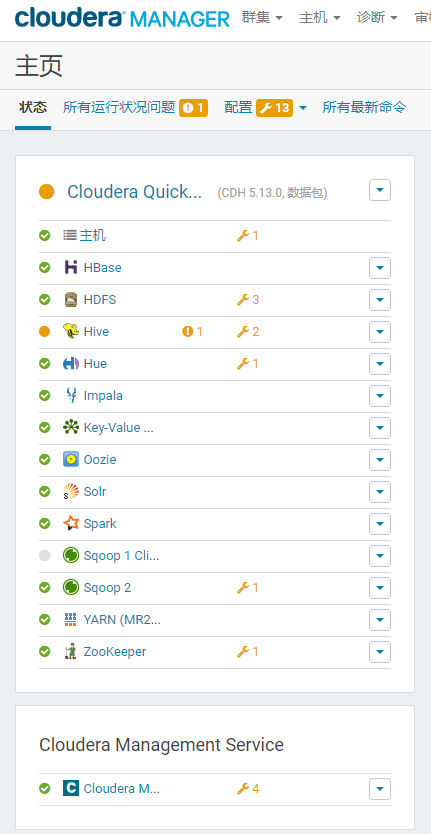 cloudera MANAGER 群集 主机 诊断 审
主页
状态 所有运行状况问题 1 配置 13 所有最新命令
Cloudera Quick... (CDH 5.13.0, 数据包)
主机 1
HBase
HDFS 3
Hive 1 2
Hue 1
Impala
Key-Value ...
Oozie
Solr
Spark
Sqoop 1 Cli...
Sqoop 2 1
YARN (MR2...
ZooKeeper 1
Cloudera Management Service
Cloudera M... 4